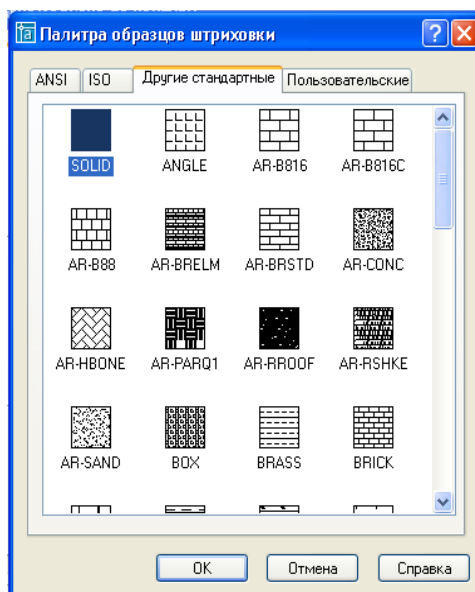 Палитра образцов штриховки
ANSI ISO Другие стандартные Пользовательские
SOLID ANGLE AR-B816 AR-B816C
AR-B88 AR-BRELM AR-BRSTD AR-CONC
AR-HBONE AR-PARQ1 AR-RROOF AR-RSHKE
AR-SAND BOX BRASS BRICK
OK Отмена Справка